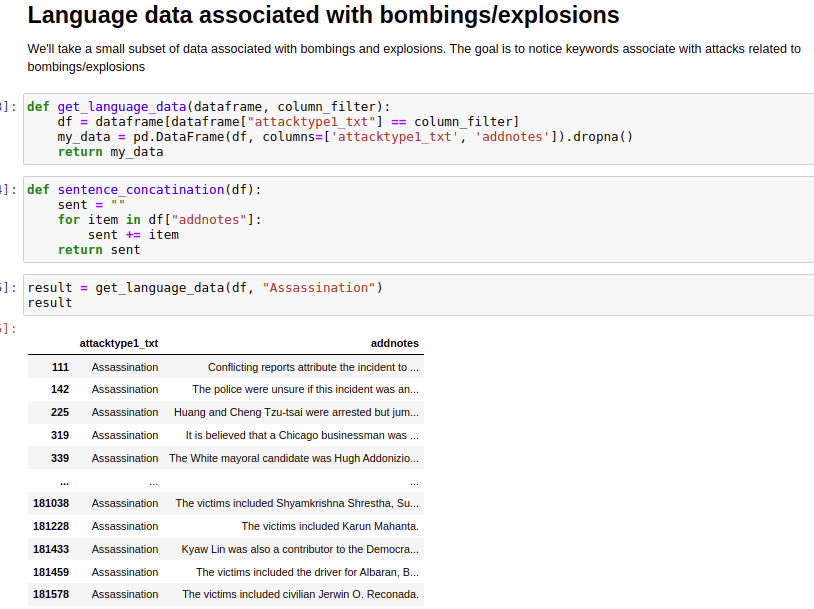 Language data associated with bombings/explosions
We'll take a small subset of data associated with bombings and explosions. The goal is to notice keywords associate with attacks related to
bombings/explosions
]: def get_language_data(dataframe, column_filter):
    df = dataframe[dataframe["attacktype1_txt"] == column_filter]
    my_data = pd.DataFrame(df, columns=['attacktype1_txt', 'addnotes']).dropna()
    return my_data
]: def sentence_concatination(df):
    sent = ""
    for item in df["addnotes"]:
        sent += item
    return sent
]: result = get_language_data(df, "Assassination")
result
]:
attacktype1_txt addnotes
111 Assassination Conflicting reports attribute the incident to ...
142 Assassination The police were unsure if this incident was an...
225 Assassination Huang and Cheng Tzu-tsai were arrested but jum...
319 Assassination It is believed that a Chicago businessman was ...
339 Assassination The White mayoral candidate was Hugh Addonizio...
... ... ...
181038 Assassination The victims included Shyamkrishna Shrestha, Su...
181228 Assassination The victims included Karun Mahanta.
181433 Assassination Kyaw Lin was also a contributor to the Democra...
181459 Assassination The victims included the driver for Albaran, B...
181578 Assassination The victims included civilian Jerwin O. Reconada.